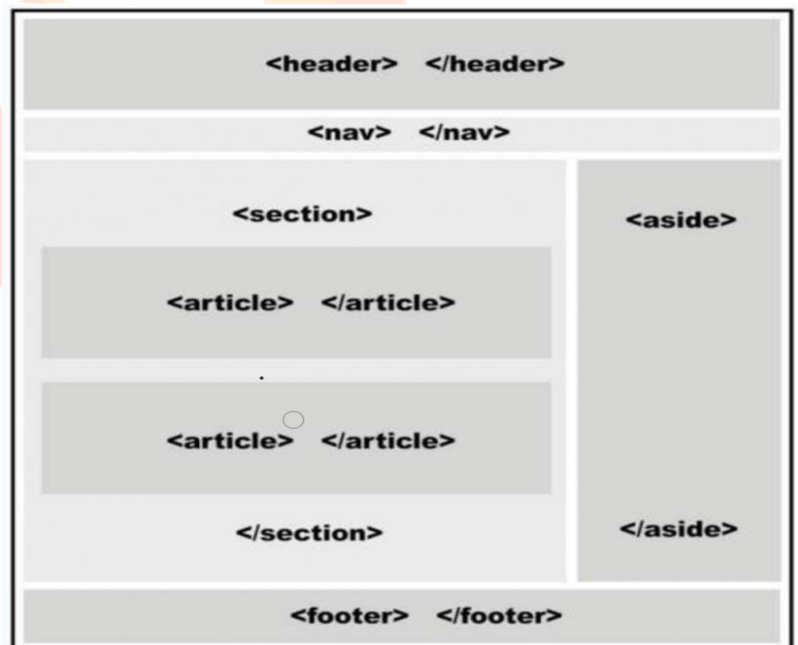 <header> </header>
<nav> </nav>
<section>
<article> </article>
<article> </article>
</section>
<aside>
</aside>
<footer> </footer>